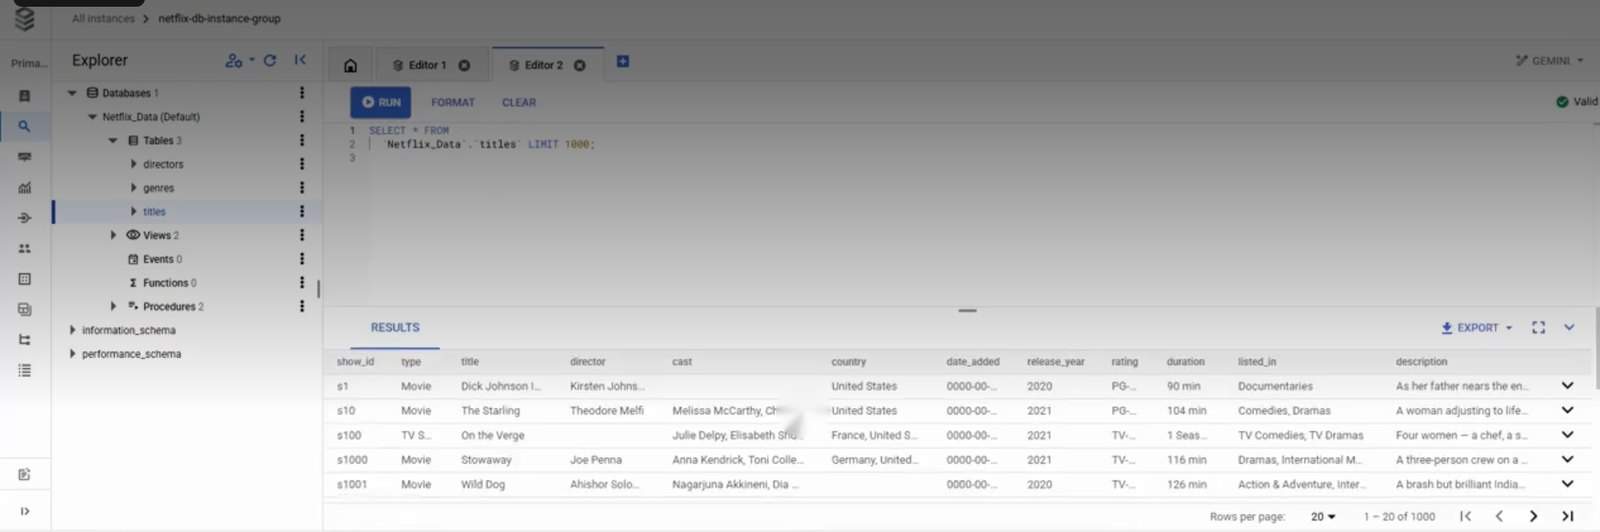 All instances > netflix-db-instance-group
Prima...
Explorer
Editor 1
Editor 2
GEMINI
Databases 1
RUN
FORMAT
CLEAR
Valid
Netflix_Data (Default)
1 SELECT * FROM
2 `Netflix_Data`.`titles` LIMIT 1000;
3
Tables 3
directors
genres
titles
Views 2
Events 0
Functions 0
Procedures 2
information_schema
performance_schema
RESULTS
EXPORT
show_id type title director cast country date_added release_year rating duration listed_in description
s1 Movie Dick Johnson I... Kirsten Johns... United States 0000-00-... 2020 PG-... 90 min Documentaries As her father nears the en...
s10 Movie The Starling Theodore Melfi Melissa McCarthy, United States 0000-00-... 2021 PG-... 104 min Comedies, Dramas A woman adjusting to life...
s100 TV S... On the Verge Julie Delpy, Elisabeth France, United S... 0000-00-... 2021 TV-... 1 Seas... TV Comedies, TV Dramas Four women — a chef, a s...
s1000 Movie Stowaway Joe Penna Anna Kendrick, Toni Colle... Germany, United... 0000-00-... 2021 TV-... 116 min Dramas, International M... A three-person crew on a ...
s1001 Movie Wild Dog Ahishor Solo... Nagarjuna Akkineni, Dia ... 0000-00-... 2020 TV-... 126 min Action & Adventure, Inter... A brash but brilliant India...
Rows per page: 20 1 – 20 of 1000